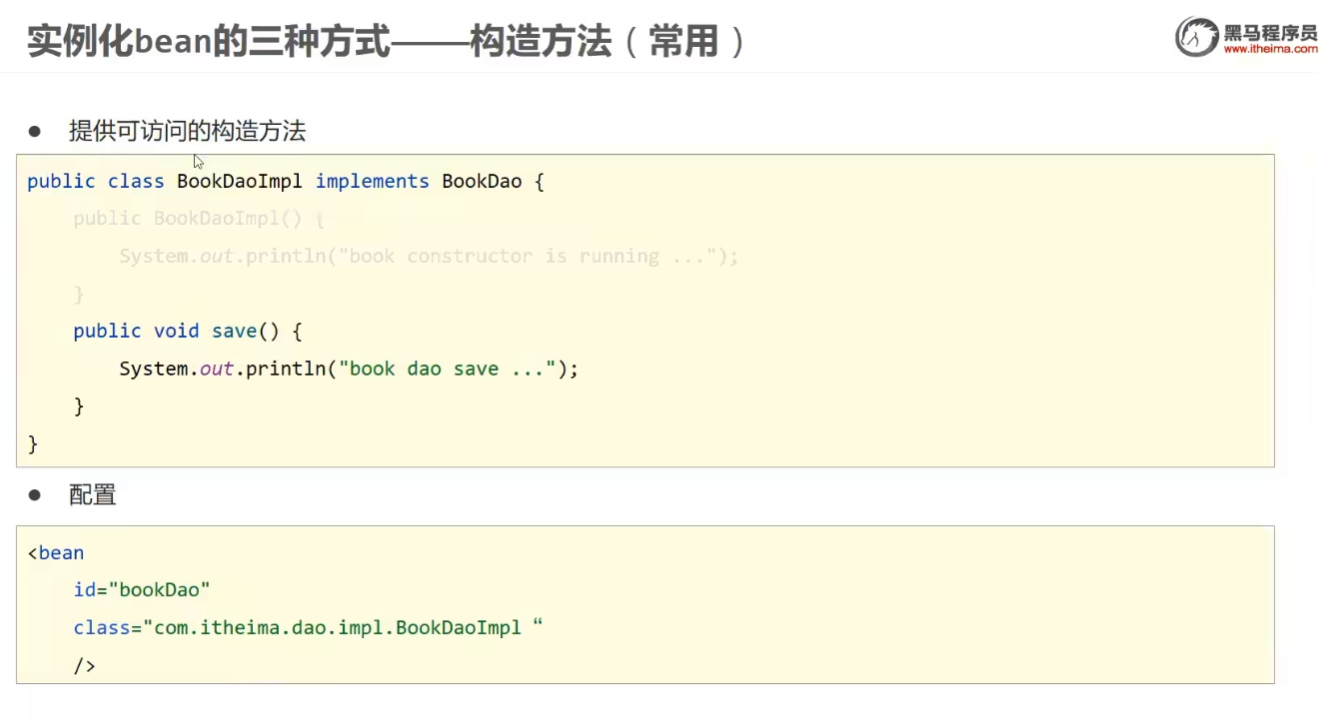 实例化bean的三种方式——构造方法（常用）
黑马程序员
www.itheima.com
● 提供可访问的构造方法
public class BookDaoImpl implements BookDao {
    public BookDaoImpl() {
        System.out.println("book constructor is running ...");
    }
    public void save() {
        System.out.println("book dao save ...");
    }
}
● 配置
<bean
    id="bookDao"
    class="com.itheima.dao.impl.BookDaoImpl “
    />